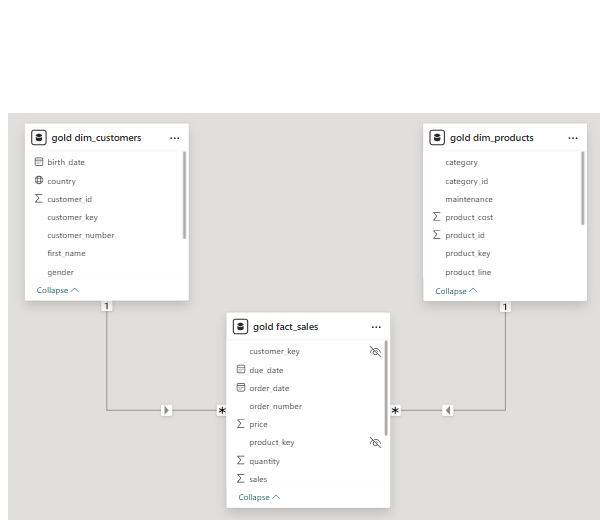 gold dim_customers
birth_date
country
customer_id
customer_key
customer_number
first_name
gender
Collapse
1
gold dim_products
category
category_id
maintenance
product_cost
product_id
product_key
product_line
Collapse
1
gold fact_sales
customer_key
due_date
order_date
order_number
price
product_key
quantity
sales
Collapse
*
*